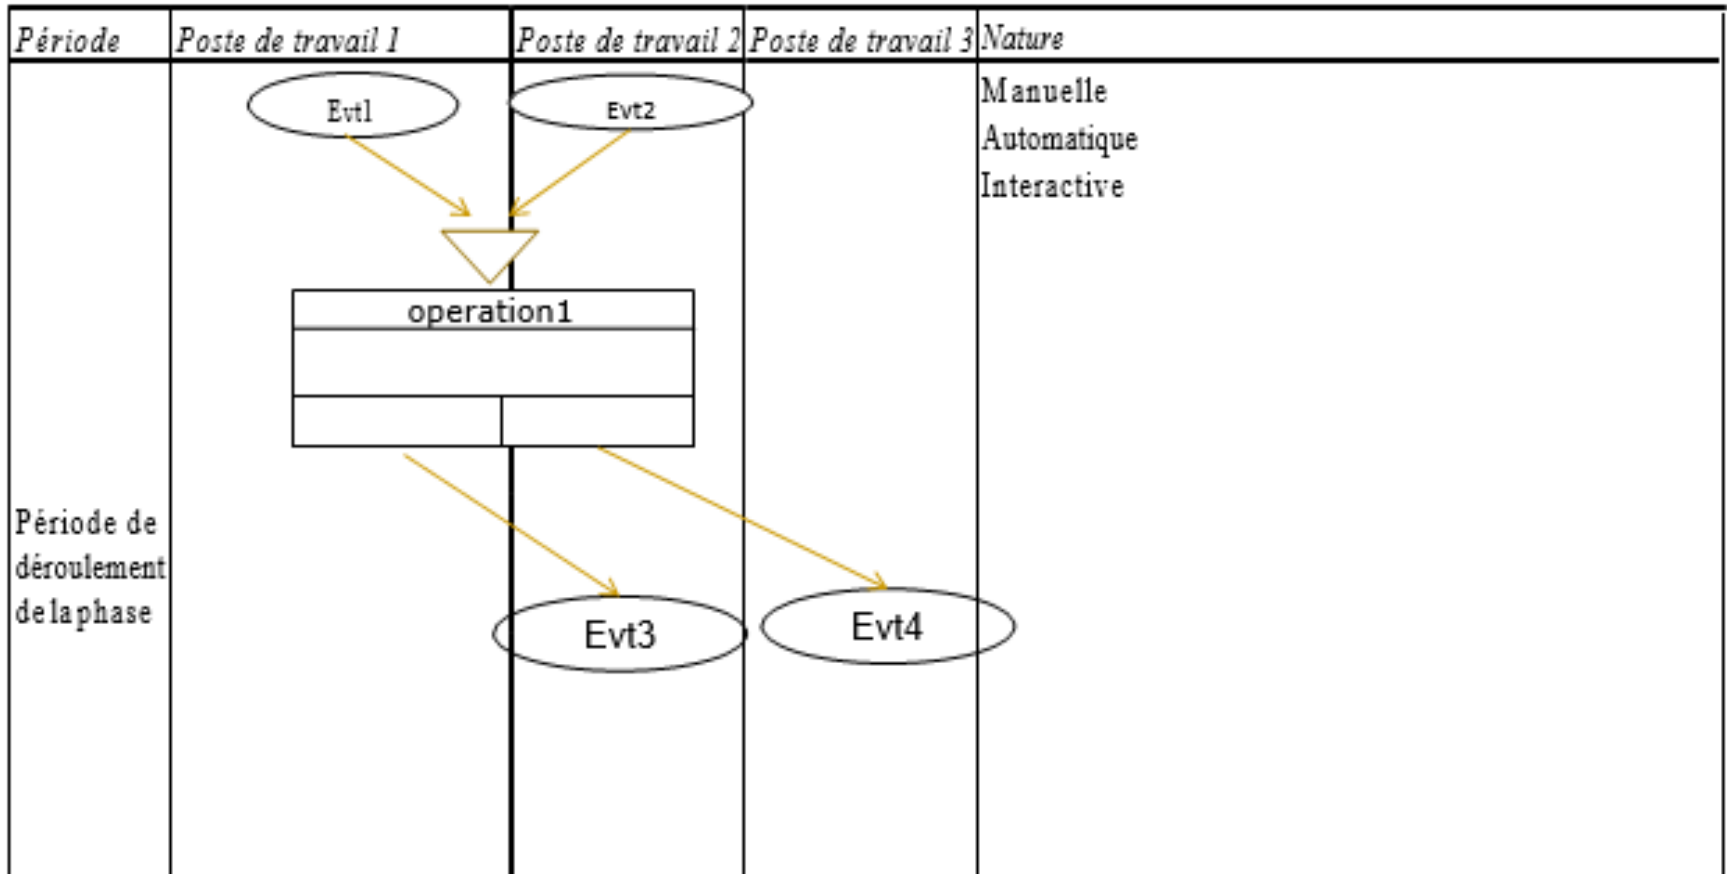 Période
Poste de travail 1
Poste de travail 2
Poste de travail 3
Nature
Evt1
Evt2
Manuelle
Automatique
Interactive
operation1
Période de
déroulement
de la phase
Evt3
Evt4